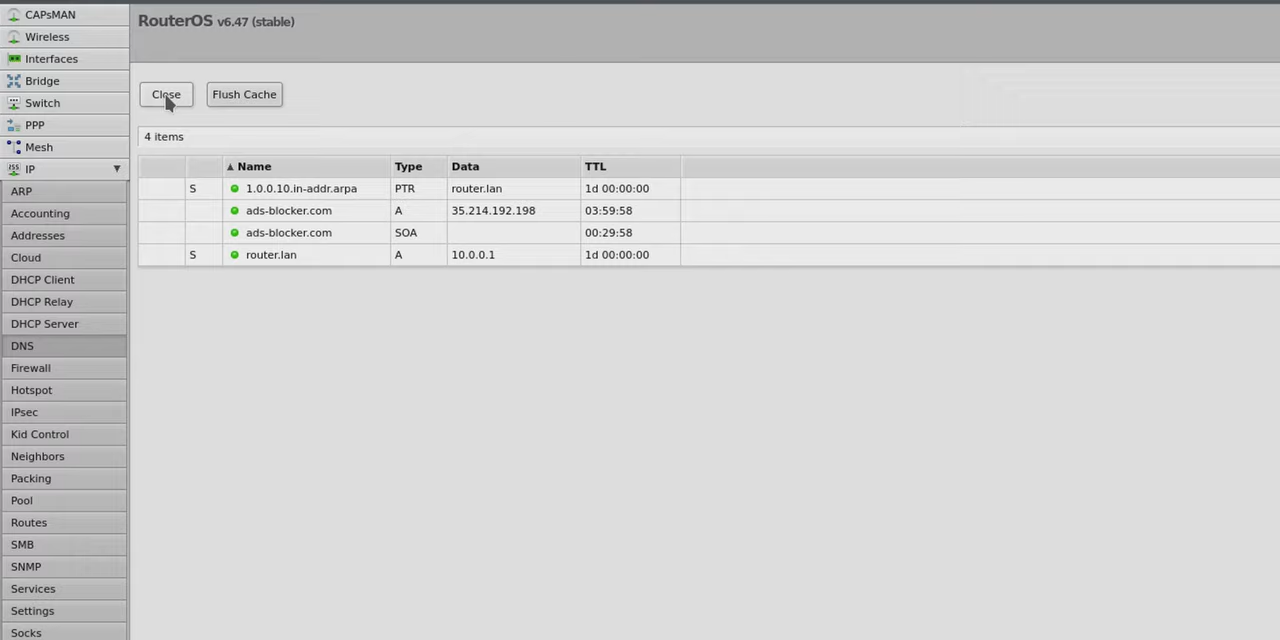 RouterOS v6.47 (stable)
CAPsMAN
Wireless
Interfaces
Bridge
Switch
PPP
Mesh
IP
ARP
Accounting
Addresses
Cloud
DHCP Client
DHCP Relay
DHCP Server
DNS
Firewall
Hotspot
IPsec
Kid Control
Neighbors
Packing
Pool
Routes
SMB
SNMP
Services
Settings
Socks
Close Flush Cache
4 items
Name Type Data TTL
S 1.0.0.10.in-addr.arpa PTR router.lan 1d 00:00:00
ads-blocker.com A 35.214.192.198 03:59:58
ads-blocker.com SOA 00:29:58
S router.lan A 10.0.0.1 1d 00:00:00